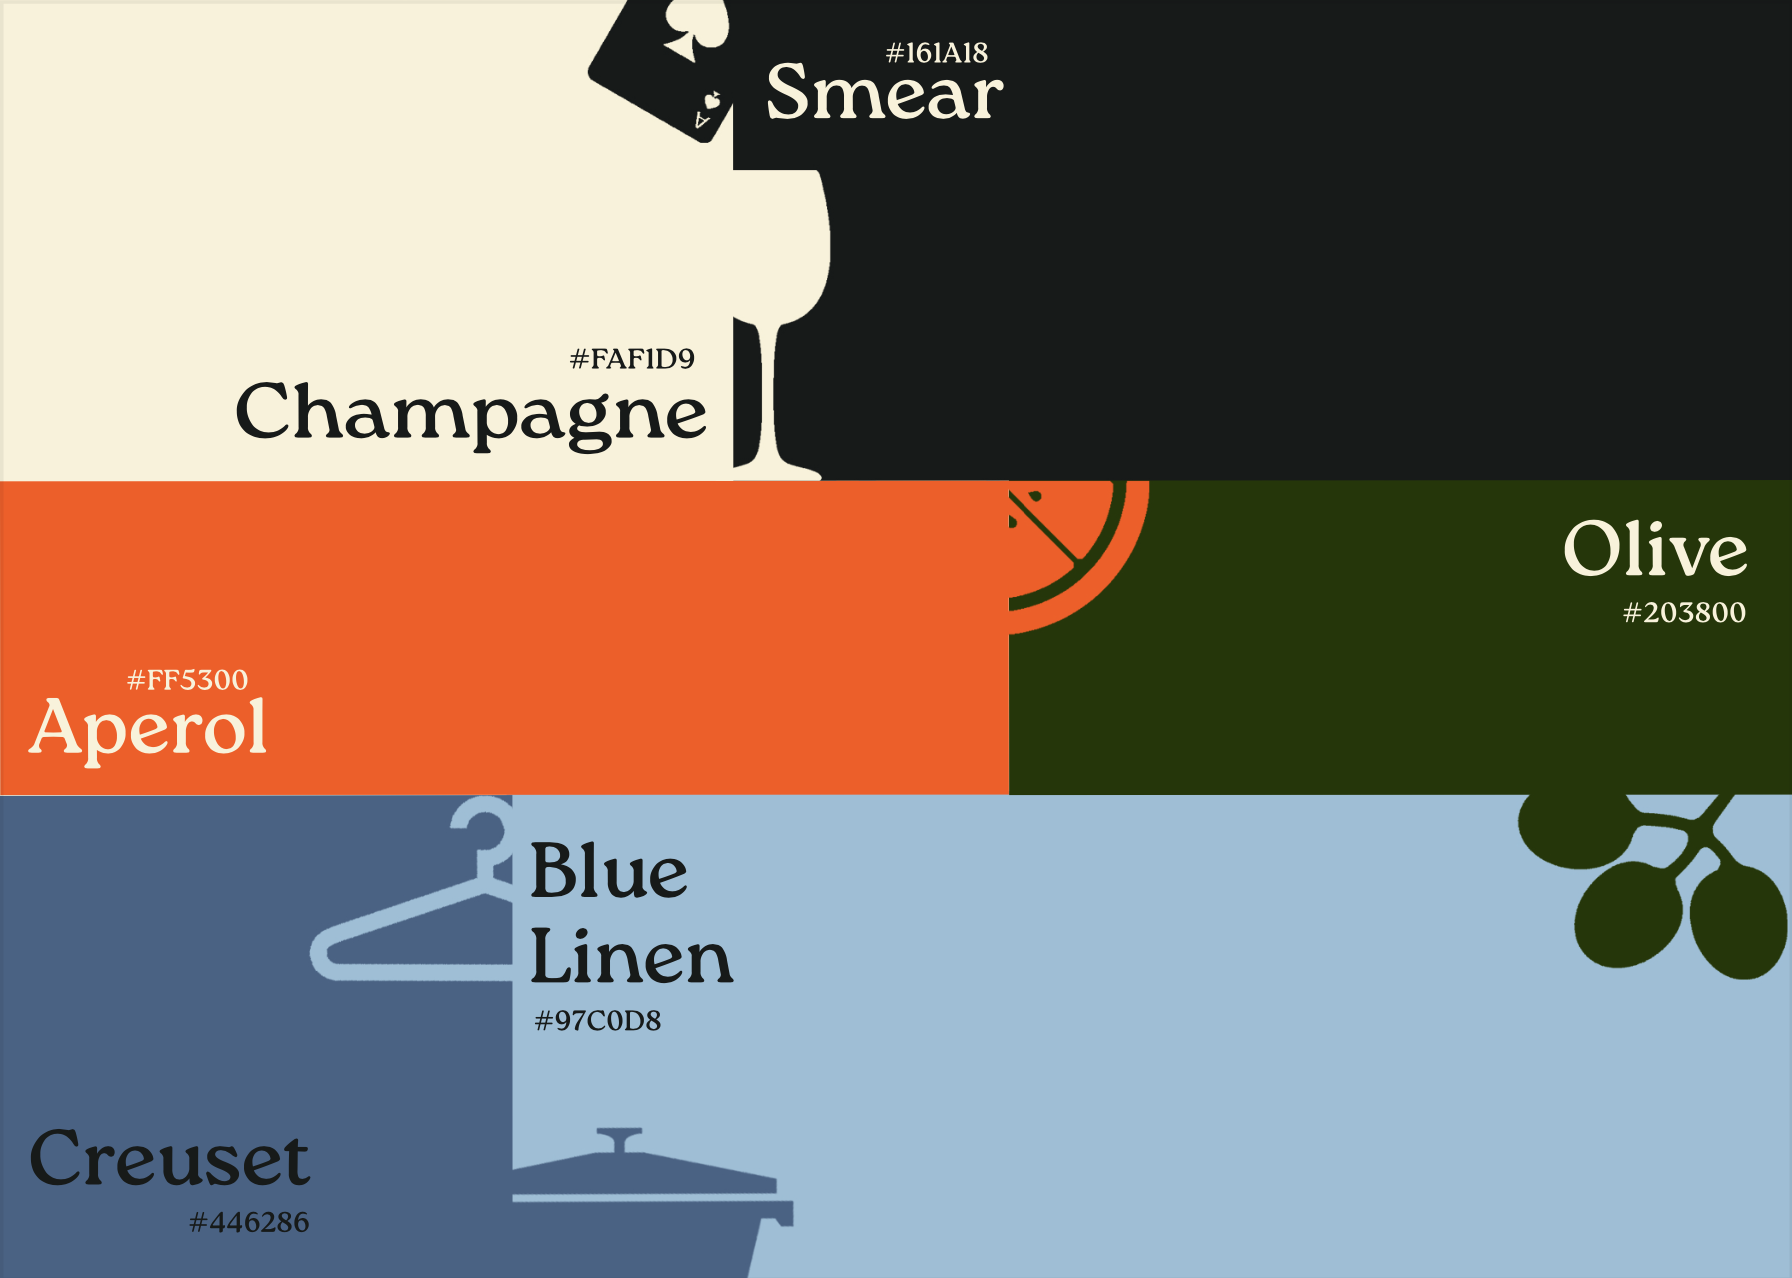 #161A18
Smear
A
#FAF1D9
Champagne
Olive
#203800
#FF5300
Aperol
Blue
Linen
#97C0D8
Creuset
#446286